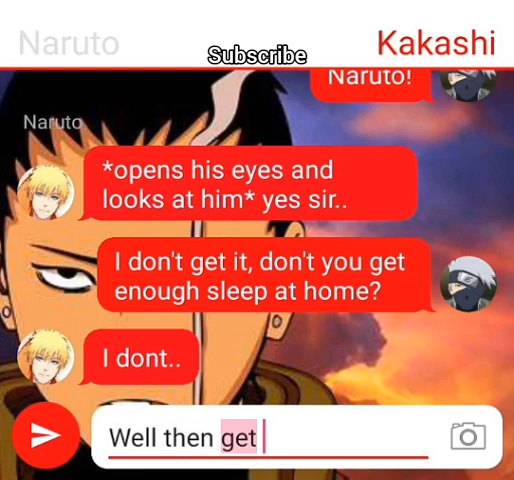 Naruto
Kakashi
Subscribe
Naruto!
Naruto
*opens his eyes and
looks at him* yes sir..
I don't get it, don't you get
enough sleep at home?
I dont..
Well then get